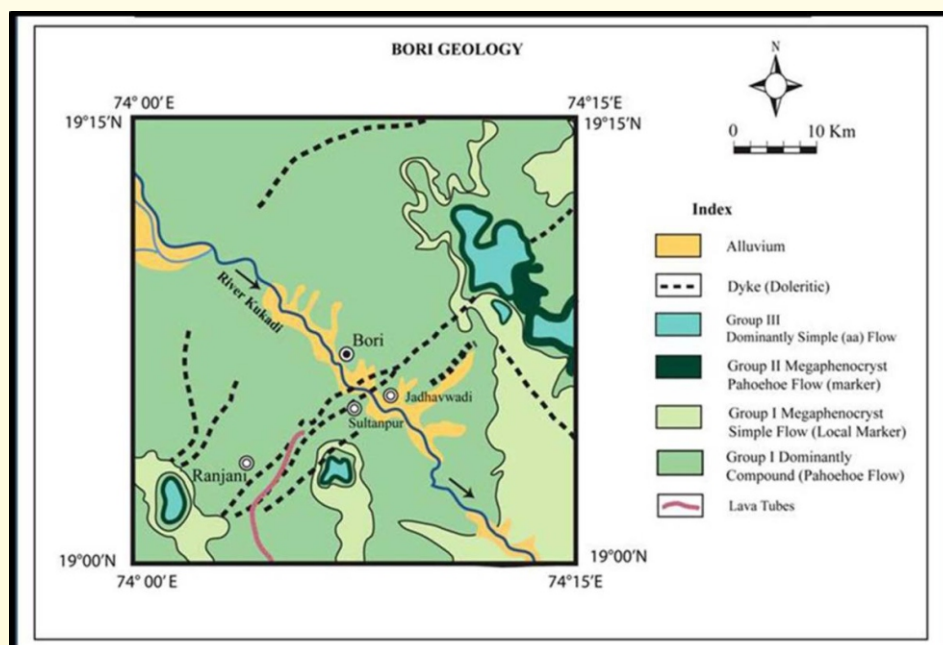 BORI GEOLOGY
N
74° 00' E
74°15'E
19°15'N
19°15'N
0
10 Km
Index
Alluvium
Dyke (Doleritic)
Group III
Dominantly Simple (aa) Flow
Group II Megaphenocryst
Pahoehoe Flow (marker)
Group I Megaphenocryst
Simple Flow (Local Marker)
Group I Dominantly
Compound (Pahoehoe Flow)
Lava Tubes
River Kukadi
Bori
Jadhavwadi
Sultanpur
Ranjani
19°00'N
19°00'N
74° 00' E
74°15'E